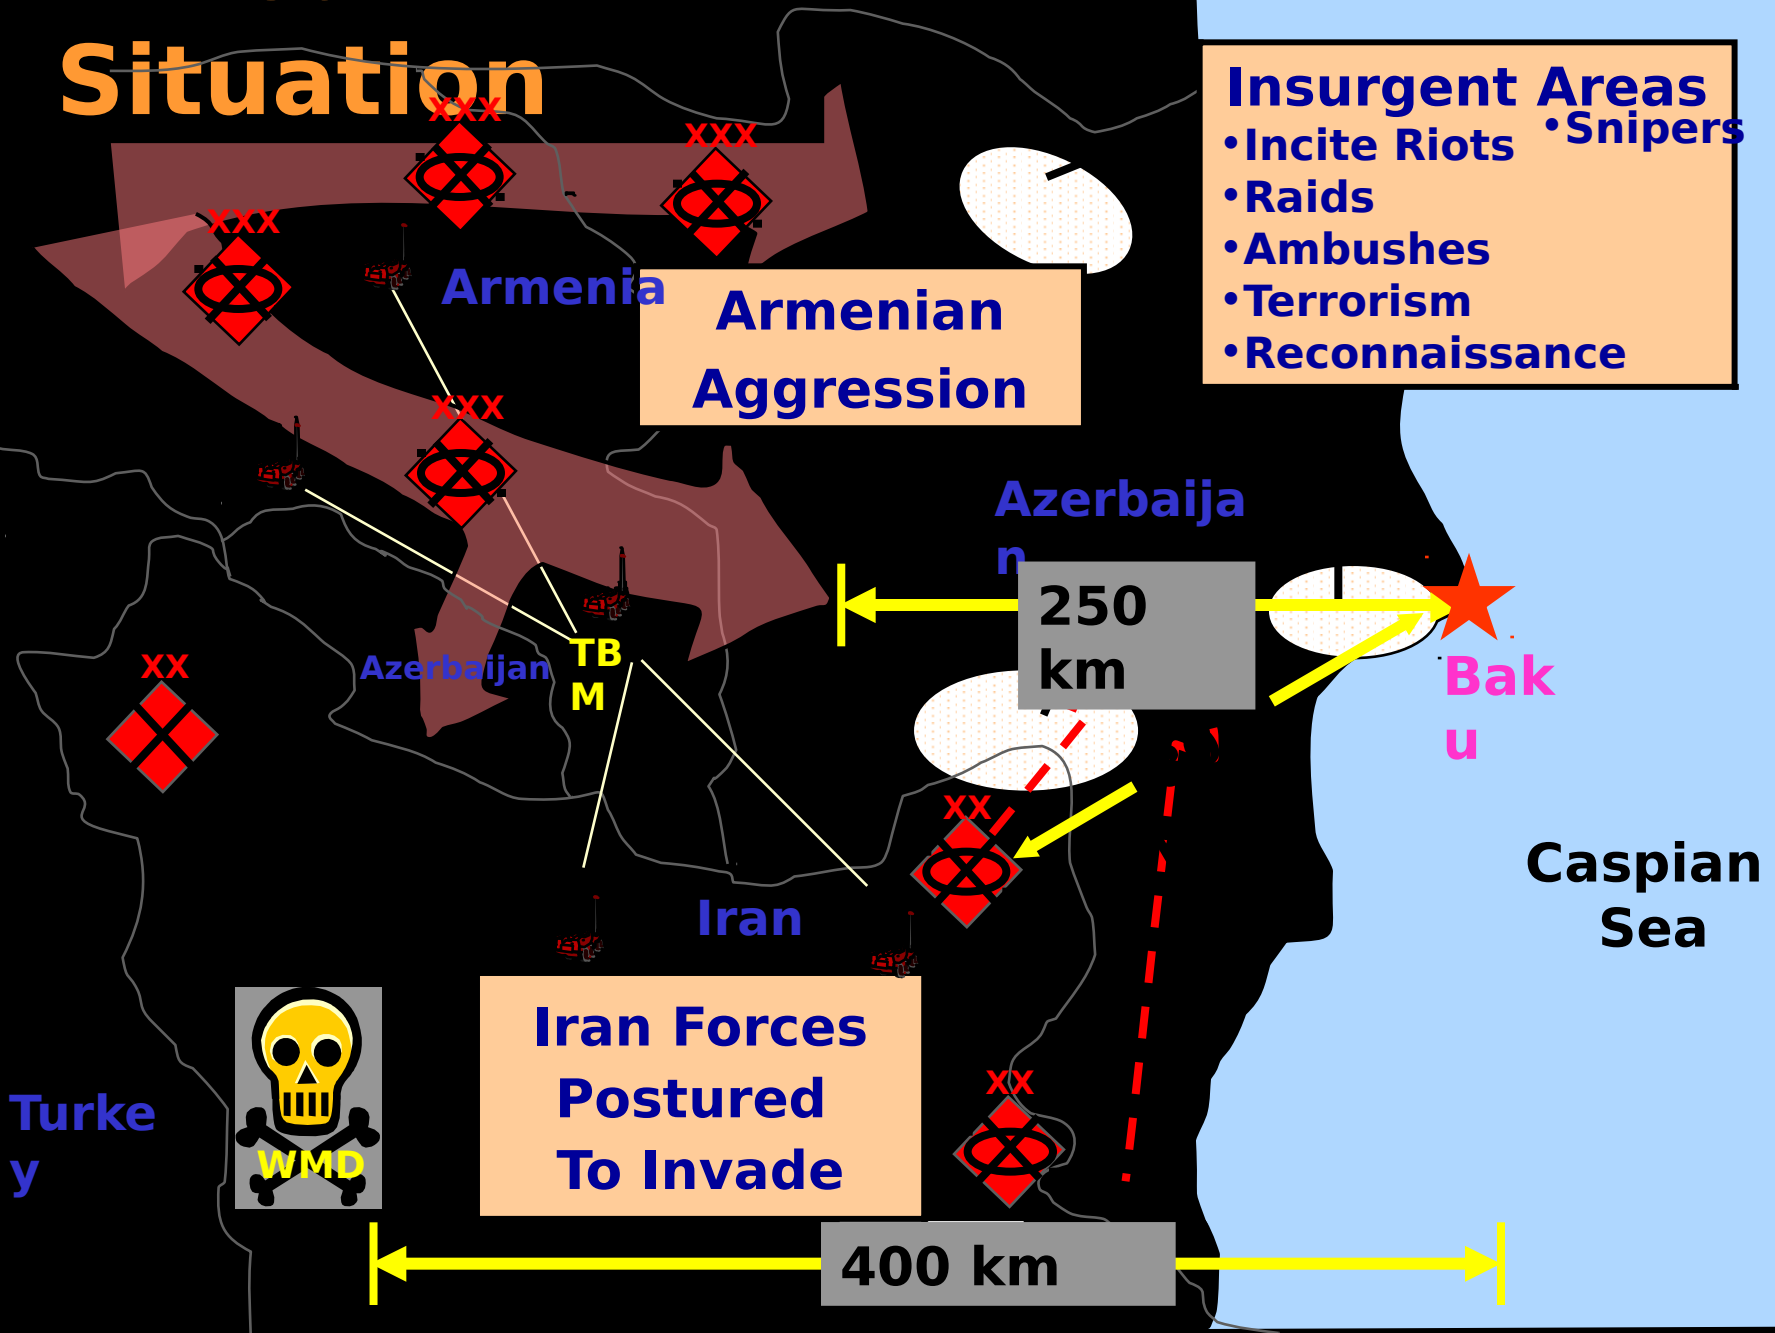 Situation
Insurgent Areas
•Snipers
•Incite Riots
•Raids
•Ambushes
•Terrorism
•Reconnaissance
XXX
XXX
XXX
Armenia
Armenian
Aggression
XXX
Azerbaija
n
250
km
TB
M
Azerbaijan
XX
Bak
u
XX
Caspian
Sea
Iran
Iran Forces
Postured
To Invade
XX
Turke
y
WMD
400 km